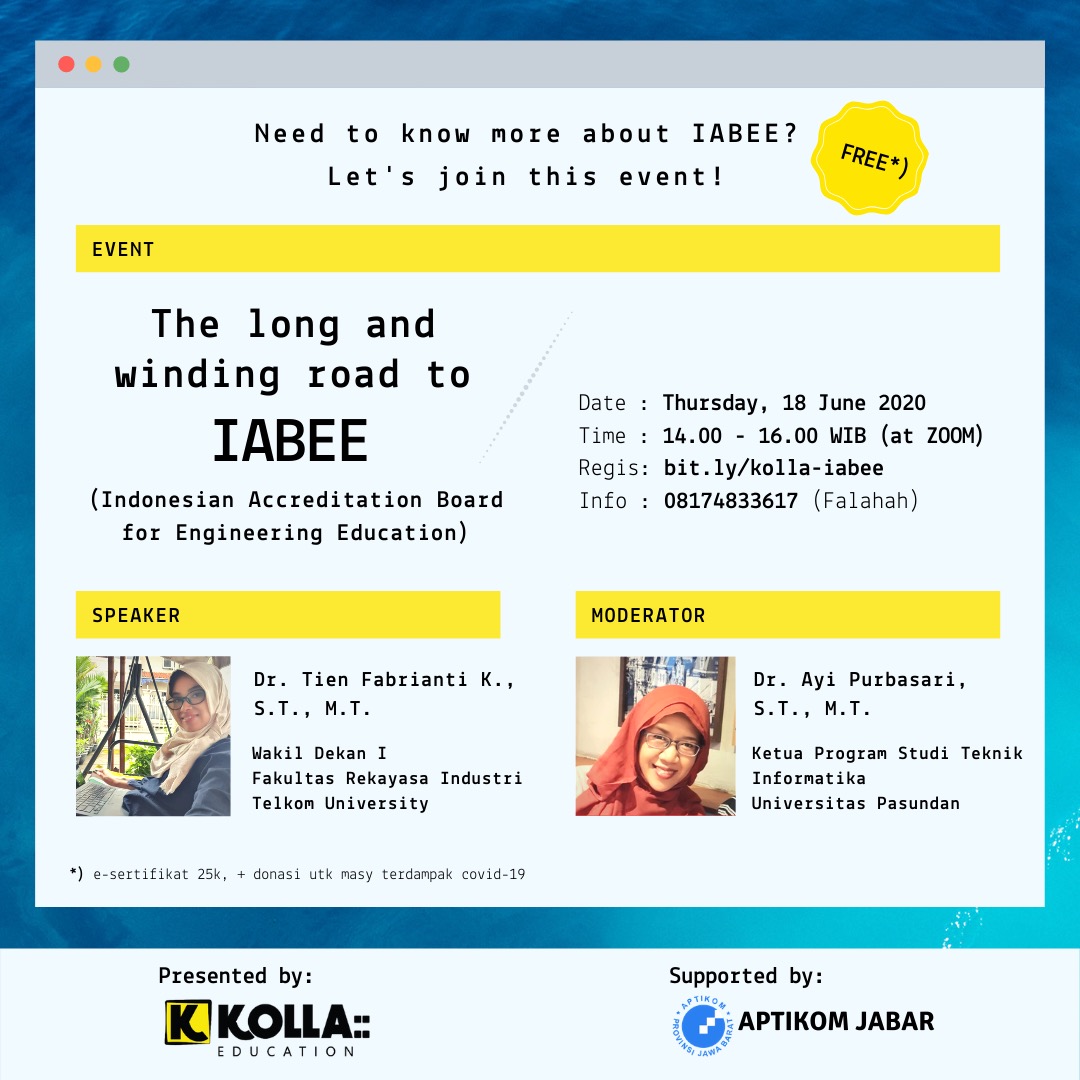 Need to know more about IABEE?
Let's join this event!
FREE*)
EVENT
The long and
winding road to
IABEE
(Indonesian Accreditation Board
for Engineering Education)
Date : Thursday, 18 June 2020
Time : 14.00 - 16.00 WIB (at ZOOM)
Regis: bit.ly/kolla-iabee
Info : 08174833617 (Falahah)
SPEAKER
Dr. Tien Fabrianti K.,
S.T., M.T.
Wakil Dekan I
Fakultas Rekayasa Industri
Telkom University
MODERATOR
Dr. Ayi Purbasari,
S.T., M.T.
Ketua Program Studi Teknik
Informatika
Universitas Pasundan
*) e-sertifikat 25k, + donasi utk masy terdampak covid-19
Presented by:
K KOLLA::
EDUCATION
Supported by:
APTIKOM
PROVINSI JAWA BARAT
APTIKOM JABAR